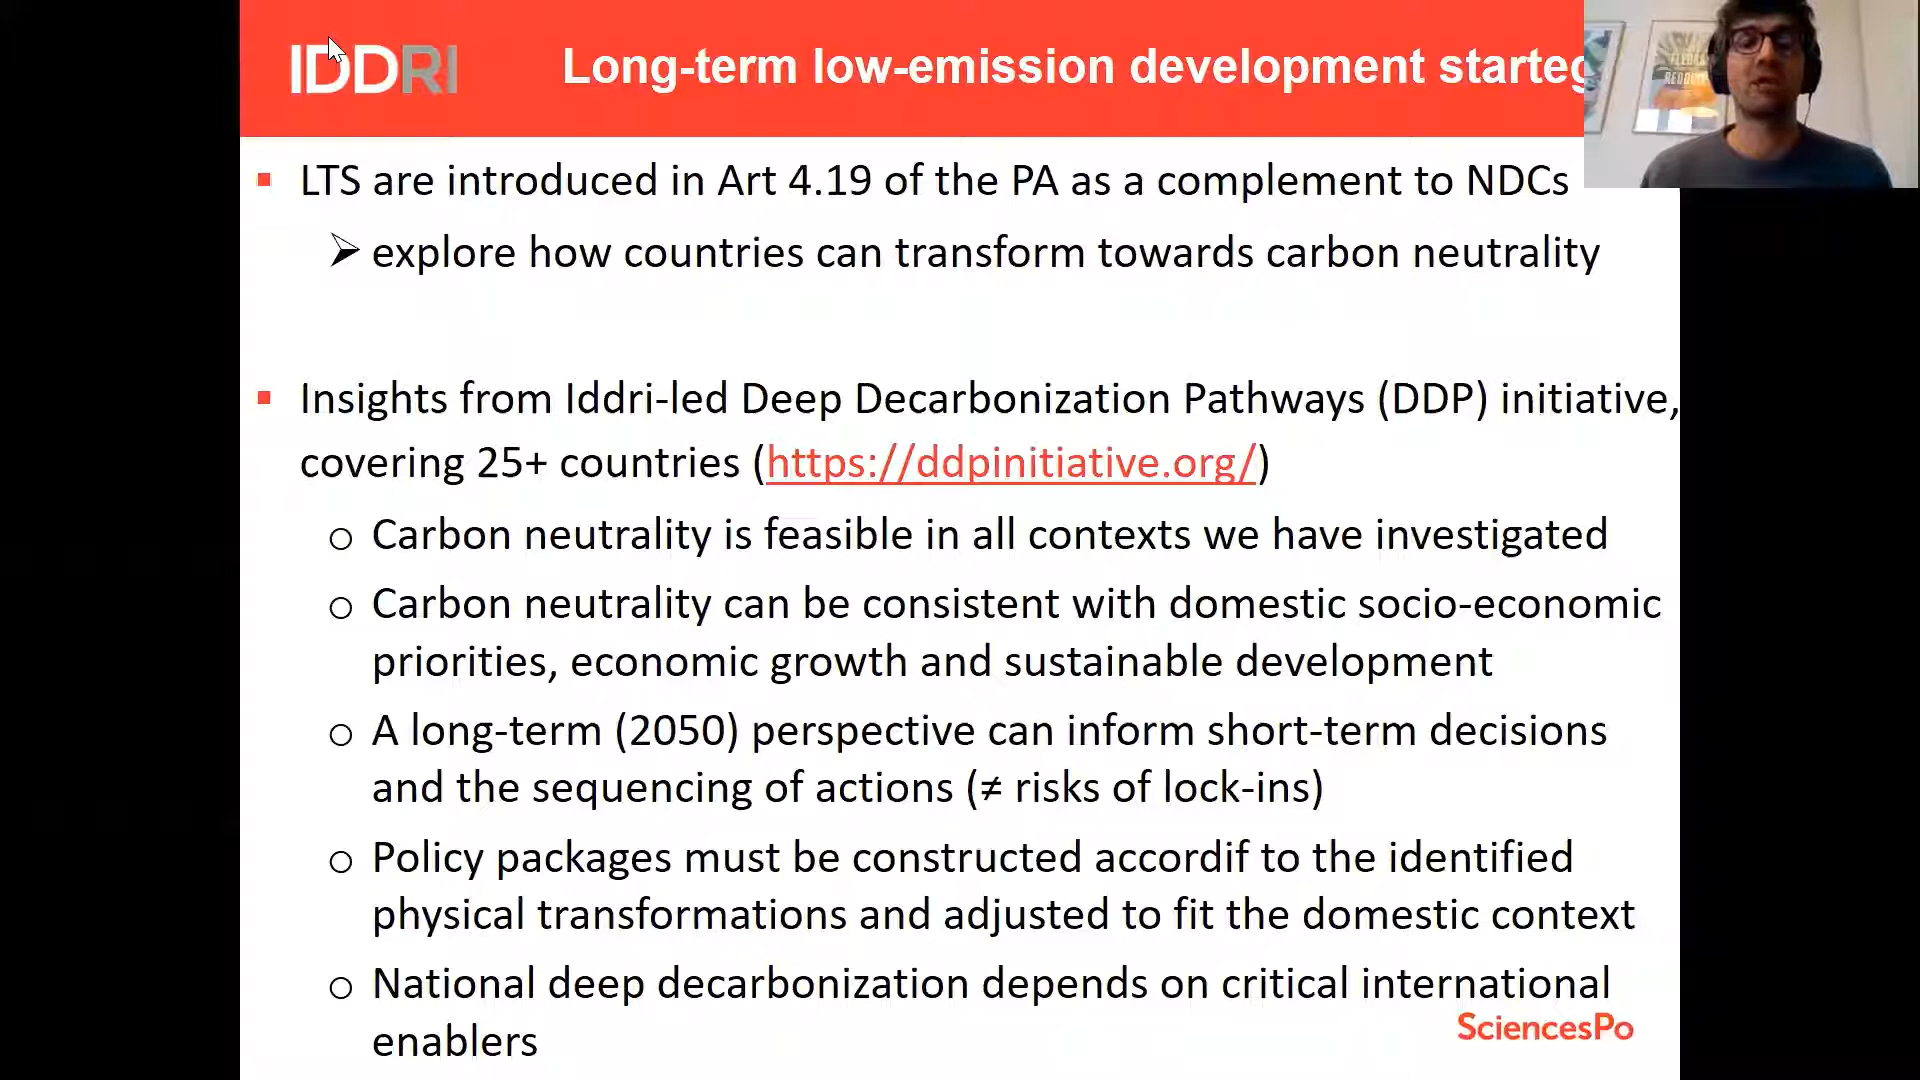 IDDRI
Long-term low-emission development starteg
LTS are introduced in Art 4.19 of the PA as a complement to NDCs
➢ explore how countries can transform towards carbon neutrality
Insights from Iddri-led Deep Decarbonization Pathways (DDP) initiative,
covering 25+ countries (https://ddpinitiative.org/)
o Carbon neutrality is feasible in all contexts we have investigated
o Carbon neutrality can be consistent with domestic socio-economic
priorities, economic growth and sustainable development
o A long-term (2050) perspective can inform short-term decisions
and the sequencing of actions (≠ risks of lock-ins)
o Policy packages must be constructed accordif to the identified
physical transformations and adjusted to fit the domestic context
o National deep decarbonization depends on critical international
enablers
SciencesPo